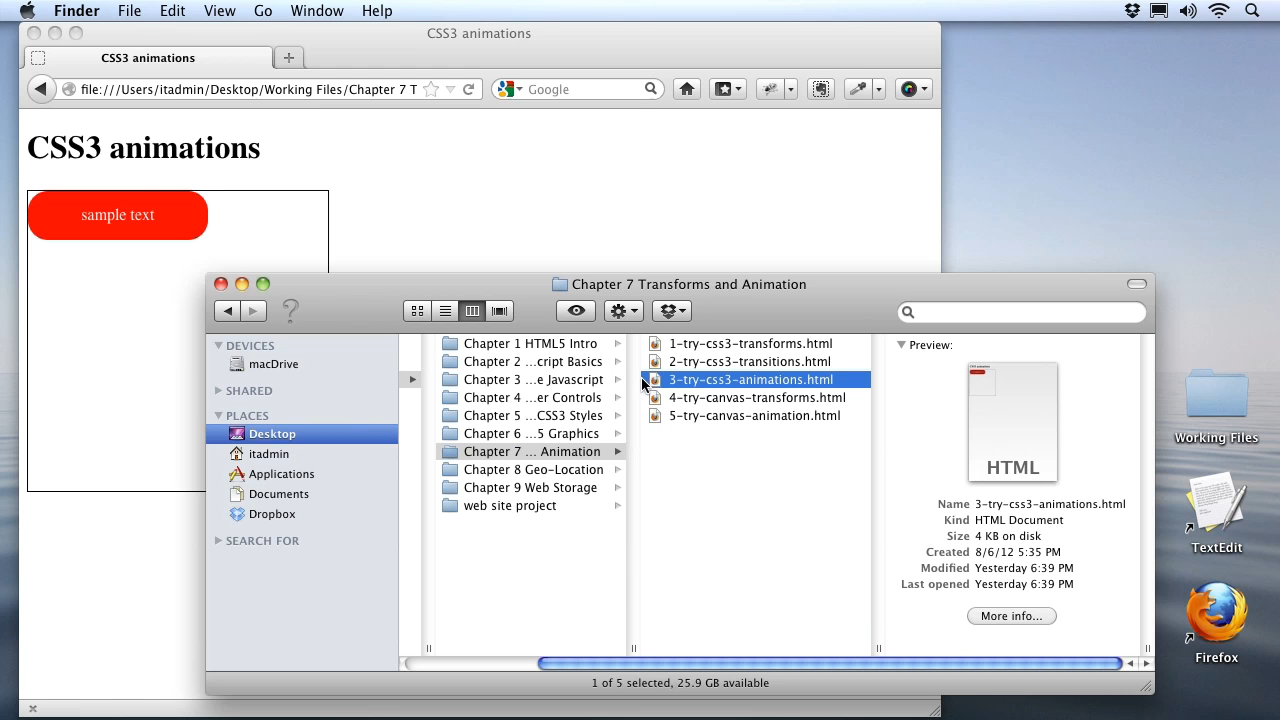 Finder File Edit View Go Window Help
CSS3 animations
CSS3 animations
file:///Users/itadmin/Desktop/Working Files/Chapter 7 T
Google
CSS3 animations
sample text
Chapter 7 Transforms and Animation
DEVICES
macDrive
SHARED
PLACES
Desktop
itadmin
Applications
Documents
Dropbox
SEARCH FOR
Chapter 1 HTML5 Intro
Chapter 2 ...cript Basics
Chapter 3 ...e Javascript
Chapter 4 ...er Controls
Chapter 5 ...CSS3 Styles
Chapter 6 ...5 Graphics
Chapter 7 ... Animation
Chapter 8 Geo-Location
Chapter 9 Web Storage
web site project
1-try-css3-transforms.html
2-try-css3-transitions.html
3-try-css3-animations.html
4-try-canvas-transforms.html
5-try-canvas-animation.html
Preview:
HTML
Name 3-try-css3-animations.html
Kind HTML Document
Size 4 KB on disk
Created 8/6/12 5:35 PM
Modified Yesterday 6:39 PM
Last opened Yesterday 6:39 PM
More info...
1 of 5 selected, 25.9 GB available
Working Files
TextEdit
Firefox